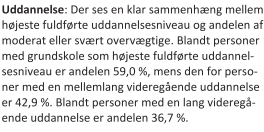 Uddannelse: Der ses en klar sammenhæng mellem
højeste fuldførte uddannelsesniveau og andelen af
moderat eller svært overvægtige. Blandt personer
med grundskole som højeste fuldførte uddannel-
sesniveau er andelen 59,0 %, mens den for perso-
ner med en mellemlang videregående uddannelse
er 42,9 %. Blandt personer med en lang videregå-
ende uddannelse er andelen 36,7 %.